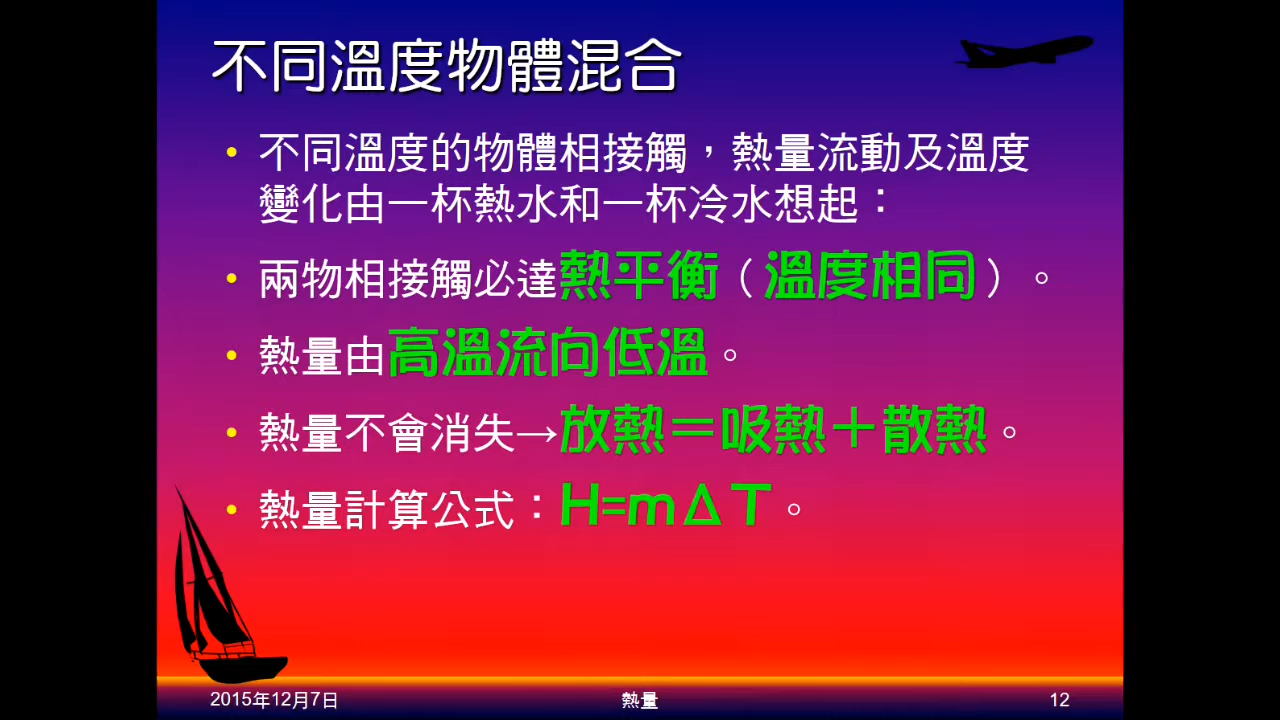 不同溫度物體混合
• 不同溫度的物體相接觸，熱量流動及溫度
變化由一杯熱水和一杯冷水想起：
• 兩物相接觸必達熱平衡（溫度相同）。
• 熱量由高溫流向低溫。
• 熱量不會消失→放熱＝吸熱＋散熱。
• 熱量計算公式：H=mΔT。
2015年12月7日 熱量 12